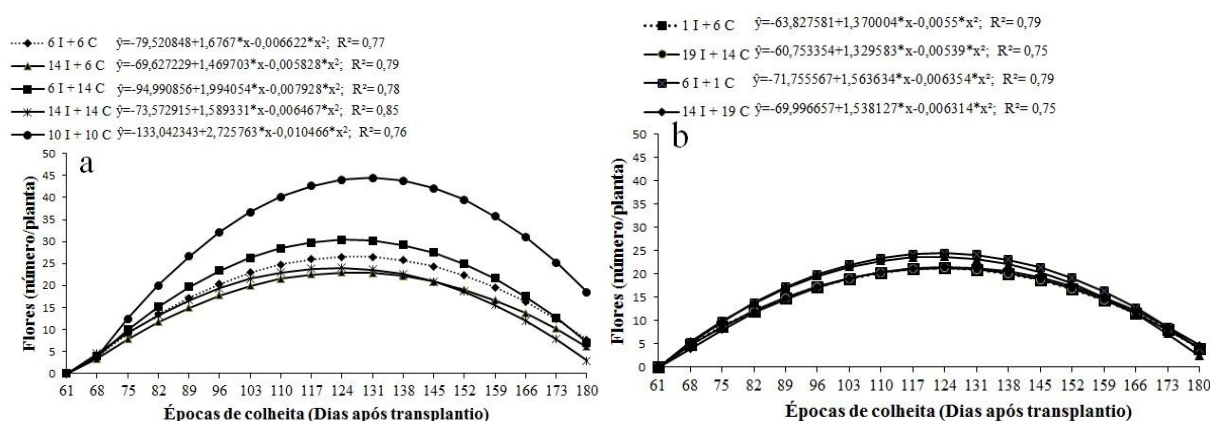 6 I + 6 C ŷ=-79,520848+1,6767*x-0,006622*x²; R²= 0,77
14 I + 6 C ŷ=-69,627229+1,469703*x-0,005828*x²; R²= 0,79
6 I + 14 C ŷ=-94,990856+1,994054*x-0,007928*x²; R²= 0,78
14 I + 14 C ŷ=-73,572915+1,589331*x-0,006467*x²; R²= 0,85
10 I + 10 C ŷ=-133,042343+2,725763*x-0,010466*x²; R²= 0,76
a
Flores (número/planta)
50
45
40
35
30
25
20
15
10
5
0
61 68 75 82 89 96 103 110 117 124 131 138 145 152 159 166 173 180
Épocas de colheita (Dias após transplantio)
1 I + 6 C ŷ=-63,827581+1,370004*x-0,0055*x²; R²= 0,79
19 I + 14 C ŷ=-60,753354+1,329583*x-0,00539*x²; R²= 0,75
6 I + 1 C ŷ=-71,755567+1,563634*x-0,006354*x²; R²= 0,79
14 I + 19 C ŷ=-69,996657+1,538127*x-0,006314*x²; R²= 0,75
b
Flores (número/planta)
50
45
40
35
30
25
20
15
10
5
0
61 68 75 82 89 96 103 110 117 124 131 138 145 152 159 166 173 180
Épocas de colheita (Dias após transplantio)